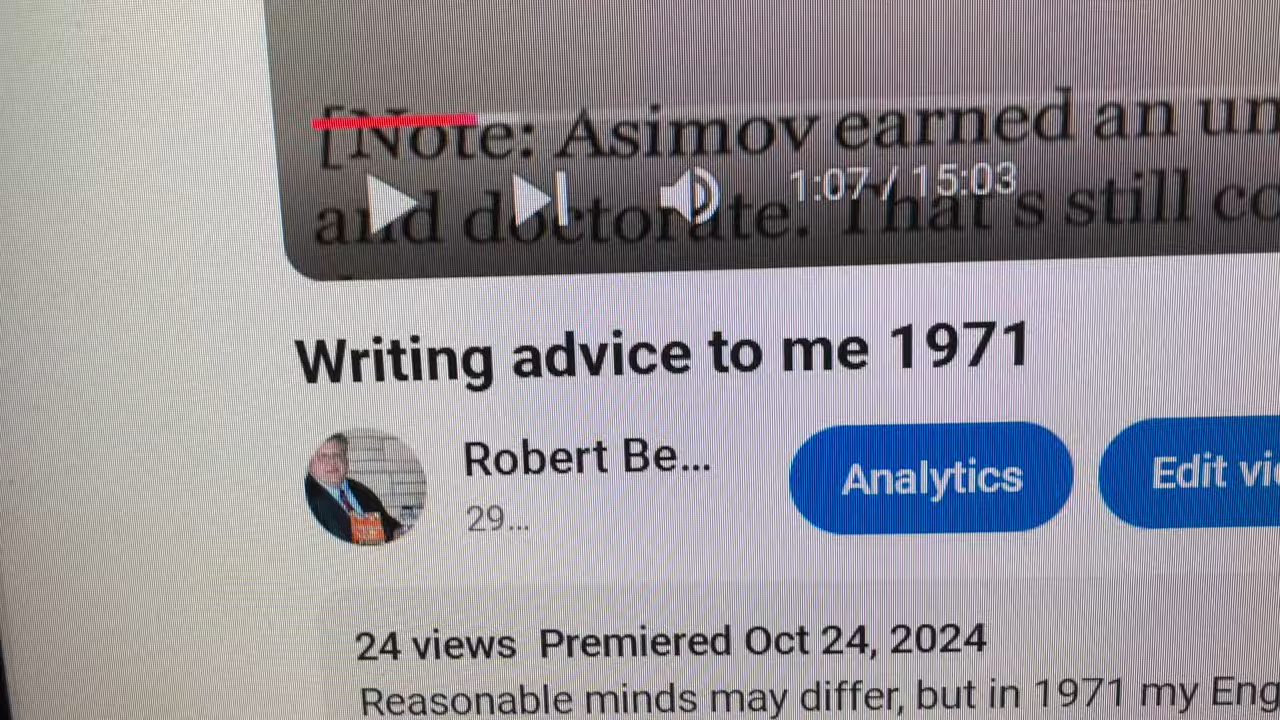 [Note: Asimov earned an un
and doctorate. That's still co
1:07 / 15:03
Writing advice to me 1971
Robert Be...
29...
Analytics
Edit vi
24 views Premiered Oct 24, 2024
Reasonable minds may differ, but in 1971 my Eng